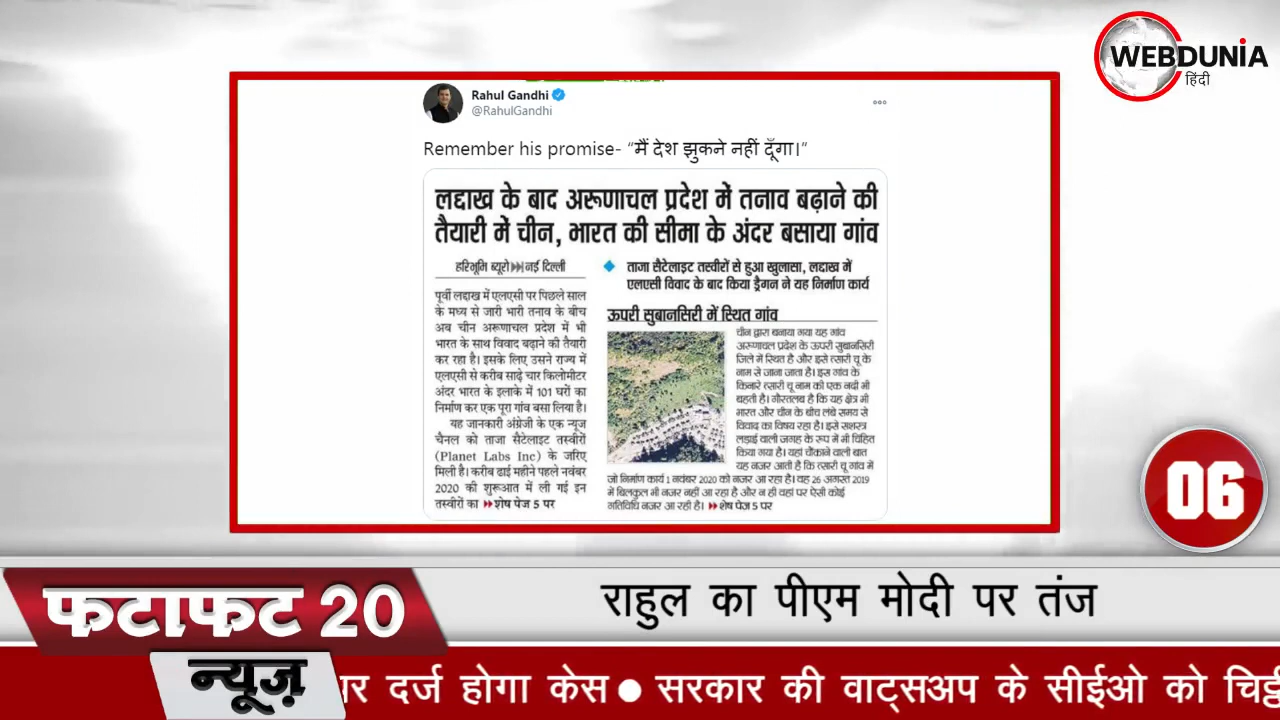 WEBDUNIA
हिंदी
Rahul Gandhi
@RahulGandhi
Remember his promise- “मैं देश झुकने नहीं दूँगा।”
लद्दाख के बाद अरूणाचल प्रदेश में तनाव बढ़ाने की
तैयारी में चीन, भारत की सीमा के अंदर बसाया गांव
हरिभूमि ब्यूरो नई दिल्ली
पूर्वी लद्दाख में एलएसी पर पिछले साल
के मध्य से जारी भारी तनाव के बीच
अब चीन अरूणाचल प्रदेश में भी
भारत के साथ विवाद बढ़ाने की तैयारी
कर रहा है। इसके लिए उसने राज्य में
एलएसी से करीब साढ़े चार किलोमीटर
अंदर भारत के इलाके में 101 घरों का
निर्माण कर एक पूरा गांव बसा लिया है।
यह जानकारी अंग्रेजी के एक न्यूज
चैनल को ताजा सैटेलाइट तस्वीरों
(Planet Labs Inc) के जरिए
मिली है। करीब ढाई महीने पहले नवंबर
2020 की शुरूआत में ली गई इन
तस्वीरों का शेष पेज 5 पर
ताजा सैटेलाइट तस्वीरों से हुआ खुलासा, लद्दाख में
एलएसी विवाद के बाद किया ड्रैगन ने यह निर्माण कार्य
ऊपरी सुबानसिरी में स्थित गांव
चीन द्वारा बनाया गया यह गांव
अरूणाचल प्रदेश के ऊपरी सुबानसिरी
जिले में स्थित है और इसे त्सारी चू के
नाम से जाना जाता है। इस गांव के
किनारे त्सारी चू नाम की एक नदी भी
बहती है। गौरतलब है कि यह क्षेत्र भी
भारत और चीन के बीच लंबे समय से
विवाद का विषय रहा है। इसे सशस्त्र
लड़ाई वाली जगह के रूप में भी चिहित
किया गया है। यहां चौंकाने वाली बात
यह नजर आती है कि त्सारी चू गांव में
जो निर्माण कार्य 1 नवंबर 2020 को नजर आ रहा है। वह 26 अगस्त 2019
में बिलकुल भी नजर नहीं आ रहा है और न ही वहां पर ऐसी कोई
गतिविधि नजर आ रही है। शेष पेज 5 पर
06
फटाफट 20
न्यूज़
राहुल का पीएम मोदी पर तंज
पर दर्ज होगा केस ● सरकार की वाट्सअप के सीईओ को चिट्ठी